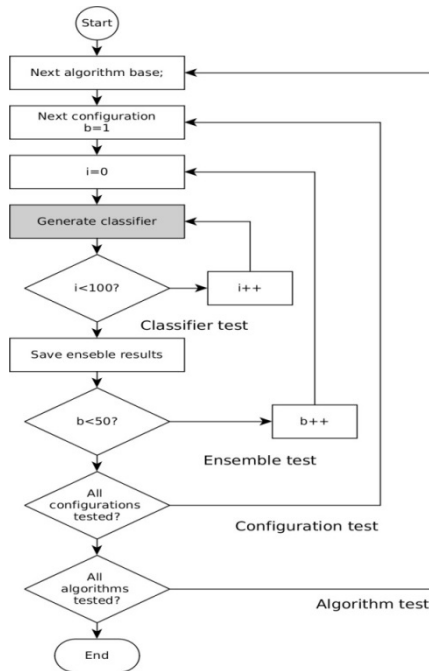 Start
Next algorithm base;
Next configuration
b=1
i=0
Generate classifier
i<100?
i++
Classifier test
Save enseble results
b<50?
b++
Ensemble test
All
configurations
tested?
Configuration test
All
algorithms
tested?
Algorithm test
End